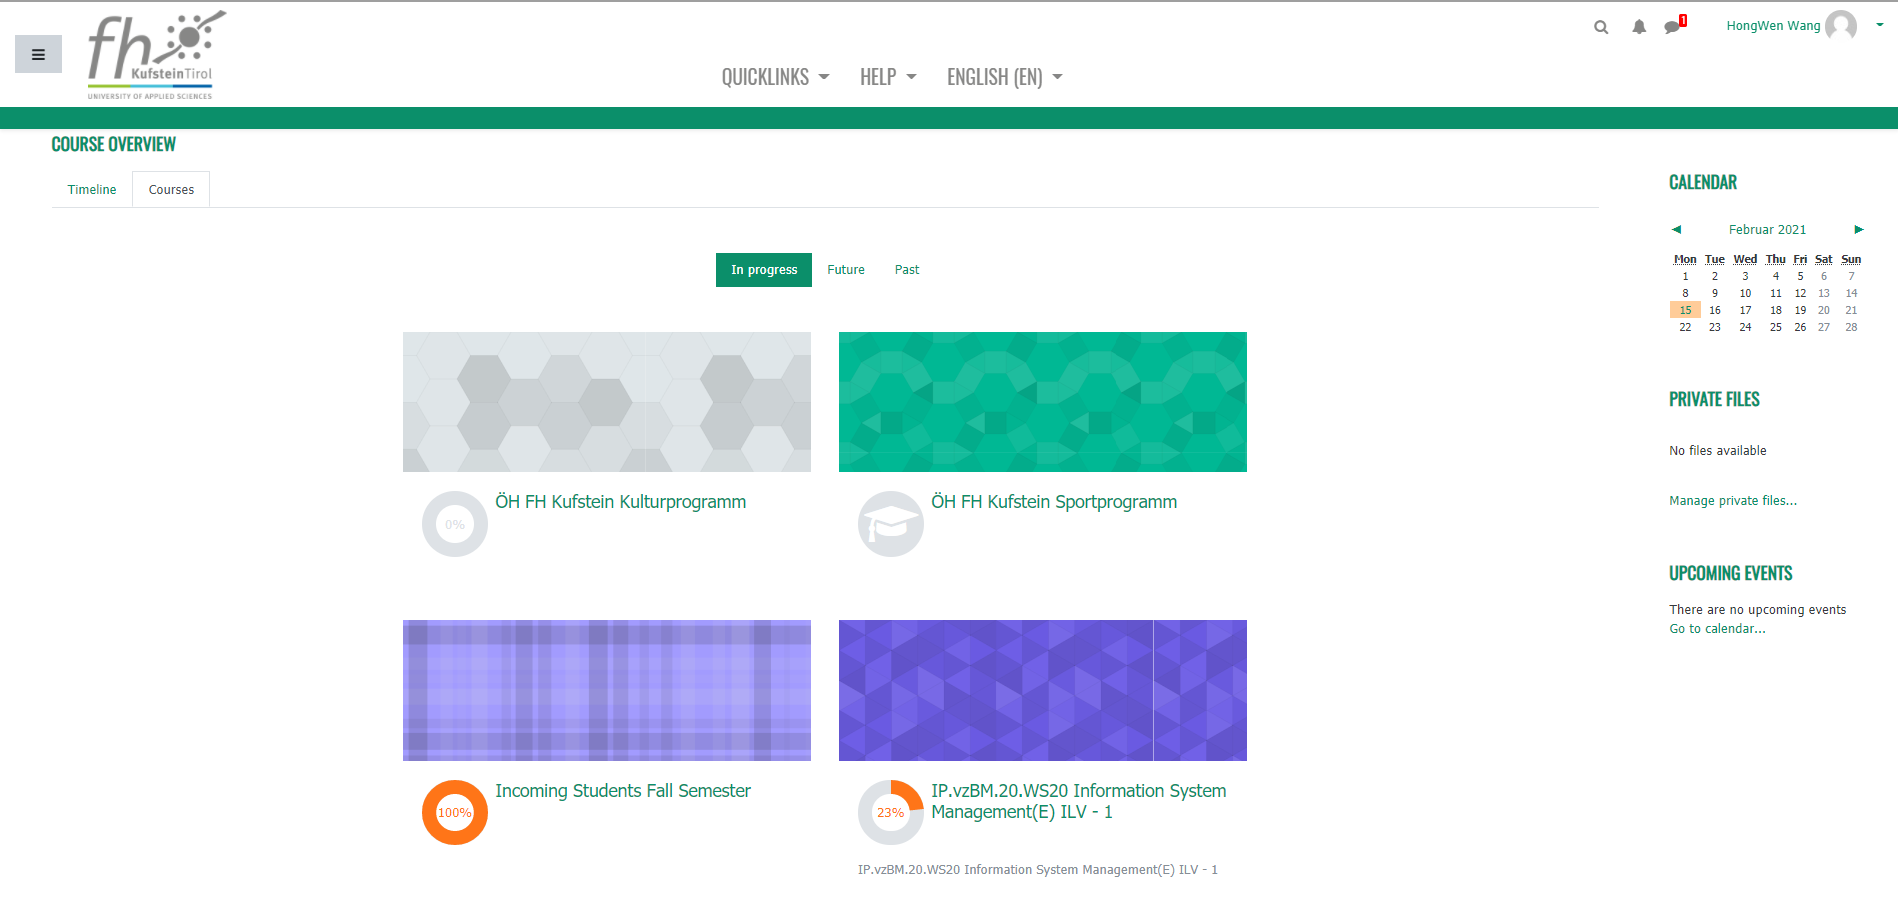 fh
KufsteinTirol
UNIVERSITY OF APPLIED SCIENCES
1
HongWen Wang
QUICKLINKS HELP ENGLISH (EN)
COURSE OVERVIEW
Timeline Courses
In progress Future Past
ÖH FH Kufstein Kulturprogramm
0%
ÖH FH Kufstein Sportprogramm
Incoming Students Fall Semester
100%
IP.vzBM.20.WS20 Information System
Management(E) ILV - 1
23%
IP.vzBM.20.WS20 Information System Management(E) ILV - 1
CALENDAR
◄ Februar 2021 ►
Mon Tue Wed Thu Fri Sat Sun
1 2 3 4 5 6 7
8 9 10 11 12 13 14
15 16 17 18 19 20 21
22 23 24 25 26 27 28
PRIVATE FILES
No files available
Manage private files...
UPCOMING EVENTS
There are no upcoming events
Go to calendar...